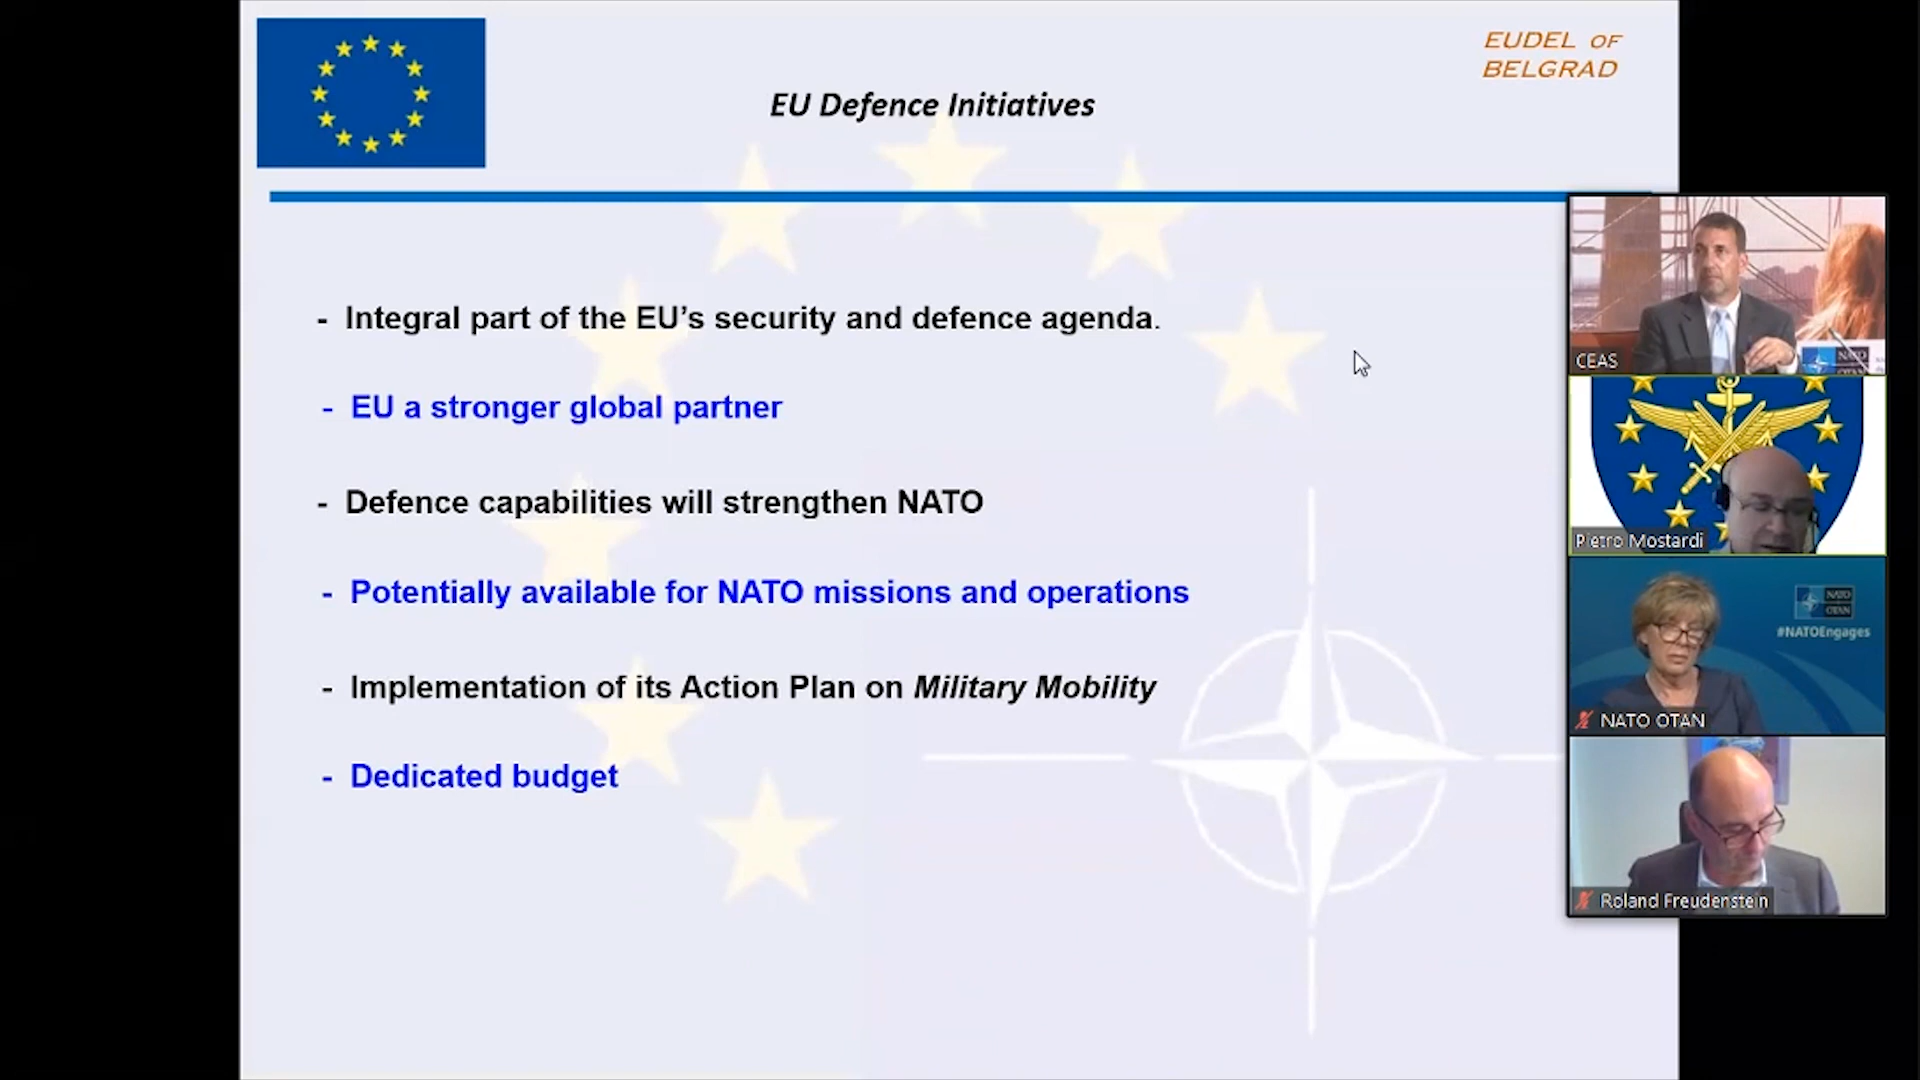 EUDEL OF
BELGRAD
EU Defence Initiatives
- Integral part of the EU’s security and defence agenda.
- EU a stronger global partner
- Defence capabilities will strengthen NATO
- Potentially available for NATO missions and operations
- Implementation of its Action Plan on Military Mobility
- Dedicated budget
CEAS
NATO
OTAN
Pietro Mostardi
NATO
OTAN
#NATOEngages
NATO OTAN
Roland Freudenstein